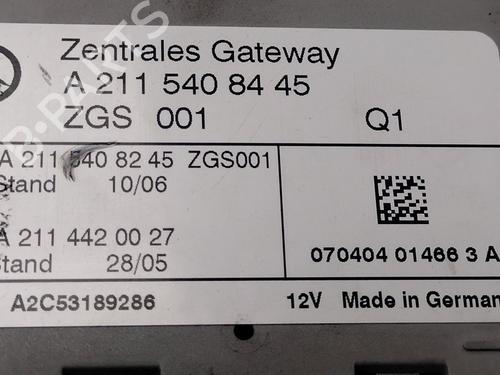 Zentrales Gateway
A 211 540 84 45
ZGS 001 Q1
A 211 540 82 45 ZGS001
Stand 10/06
A 211 442 00 27
Stand 28/05
070404 01466 3 A
A2C53189286 12V Made in German